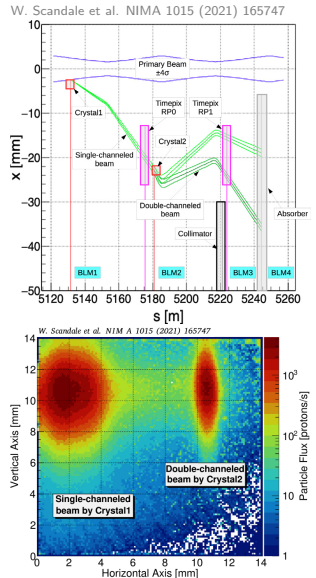 W. Scandale et al. NIMA 1015 (2021) 165747
0
Primary Beam
±4σ
Timepix
RP0
Timepix
RP1
-10
Crystal1
Crystal2
Single-channeled
beam
-20
Double-channeled
beam
Absorber
-30
Collimator
-40
BLM1
BLM2
BLM3
BLM4
-50
5120 5140 5160 5180 5200 5220 5240 5260
x [mm]
s [m]
W. Scandale et al. NIM A 1015 (2021) 165747
14
12
10
8
6
4
2
0
Vertical Axis [mm]
Double-channeled
beam by Crystal2
Single-channeled
beam by Crystal1
0 2 4 6 8 10 12 14
Horizontal Axis [mm]
10³
10²
10
1
Particle Flux [protons/s]